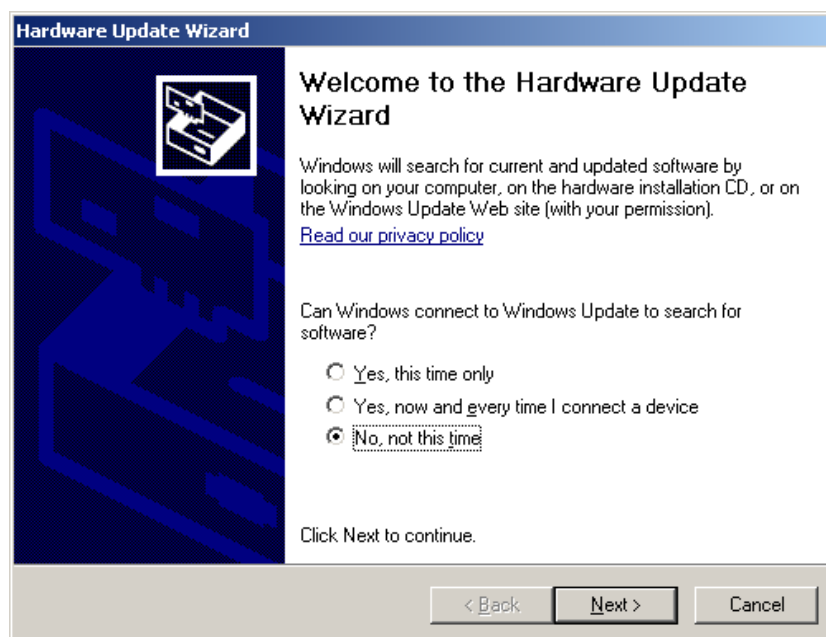 Hardware Update Wizard
Welcome to the Hardware Update
Wizard
Windows will search for current and updated software by
looking on your computer, on the hardware installation CD, or on
the Windows Update Web site (with your permission).
Read our privacy policy
Can Windows connect to Windows Update to search for
software?
Yes, this time only
Yes, now and every time I connect a device
No, not this time
Click Next to continue.
< Back
Next >
Cancel